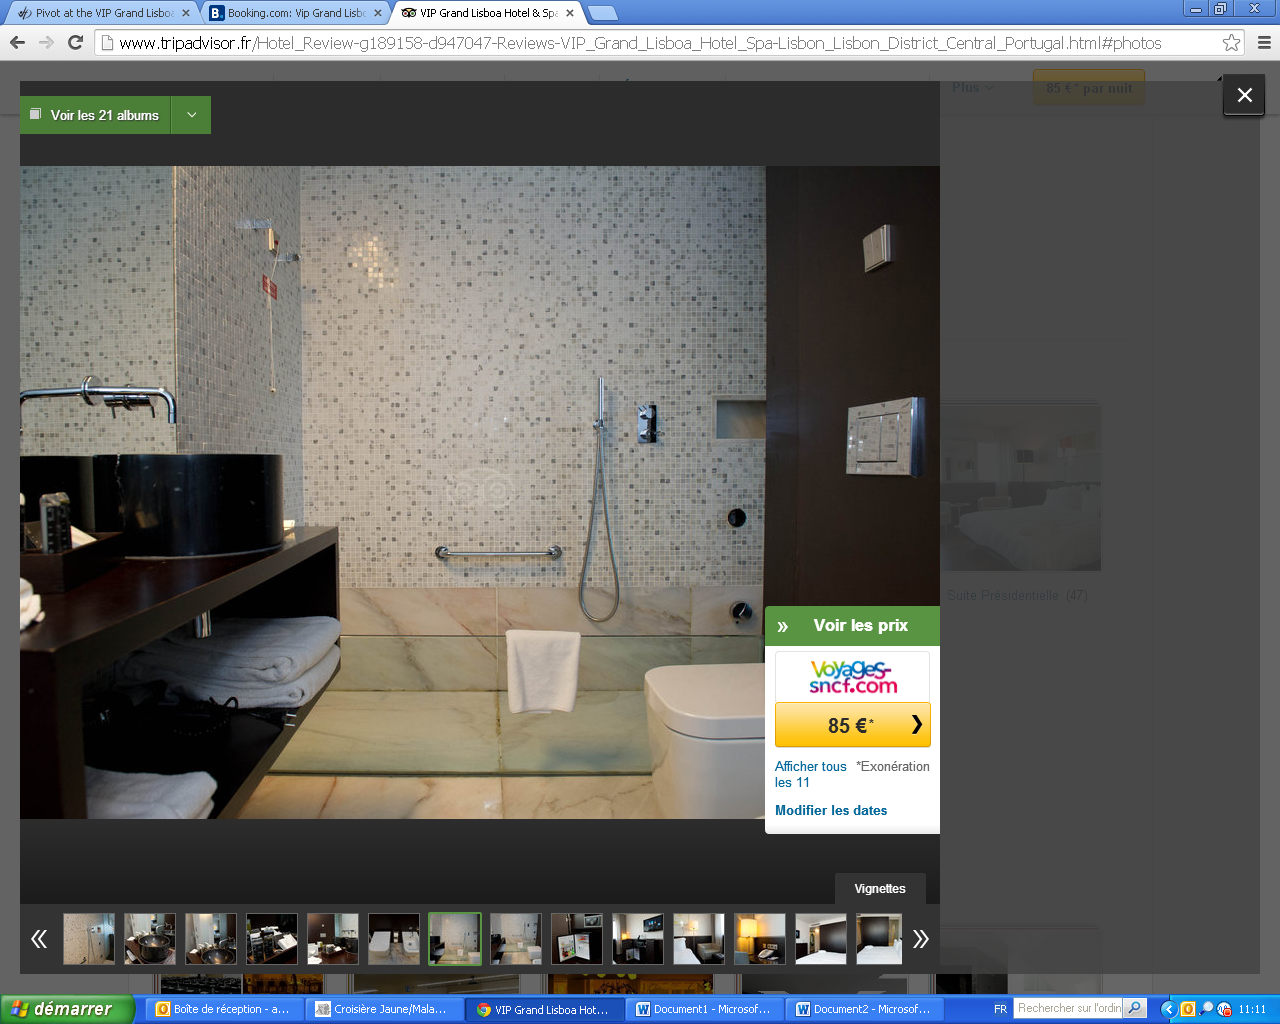 Pivot at the VIP Grand Lisbo
Booking.com: Vip Grand Lisbo
VIP Grand Lisboa Hotel & Spa
www.tripadvisor.fr/Hotel_Review-g189158-d947047-Reviews-VIP_Grand_Lisboa_Hotel_Spa-Lisbon_Lisbon_District_Central_Portugal.html#photos
Plus
85 €* par nuit
Voir les 21 albums
Suite Présidentielle (47)
» Voir les prix
Voyages-
sncf.com
85 €*
Afficher tous *Exonération
les 11
Modifier les dates
Vignettes
démarrer
Boîte de réception - a...
Croisière Jaune/Mala...
VIP Grand Lisboa Hot...
Document1 - Microsof...
Document2 - Microsof...
FR
Rechercher sur l'ordin
11:11